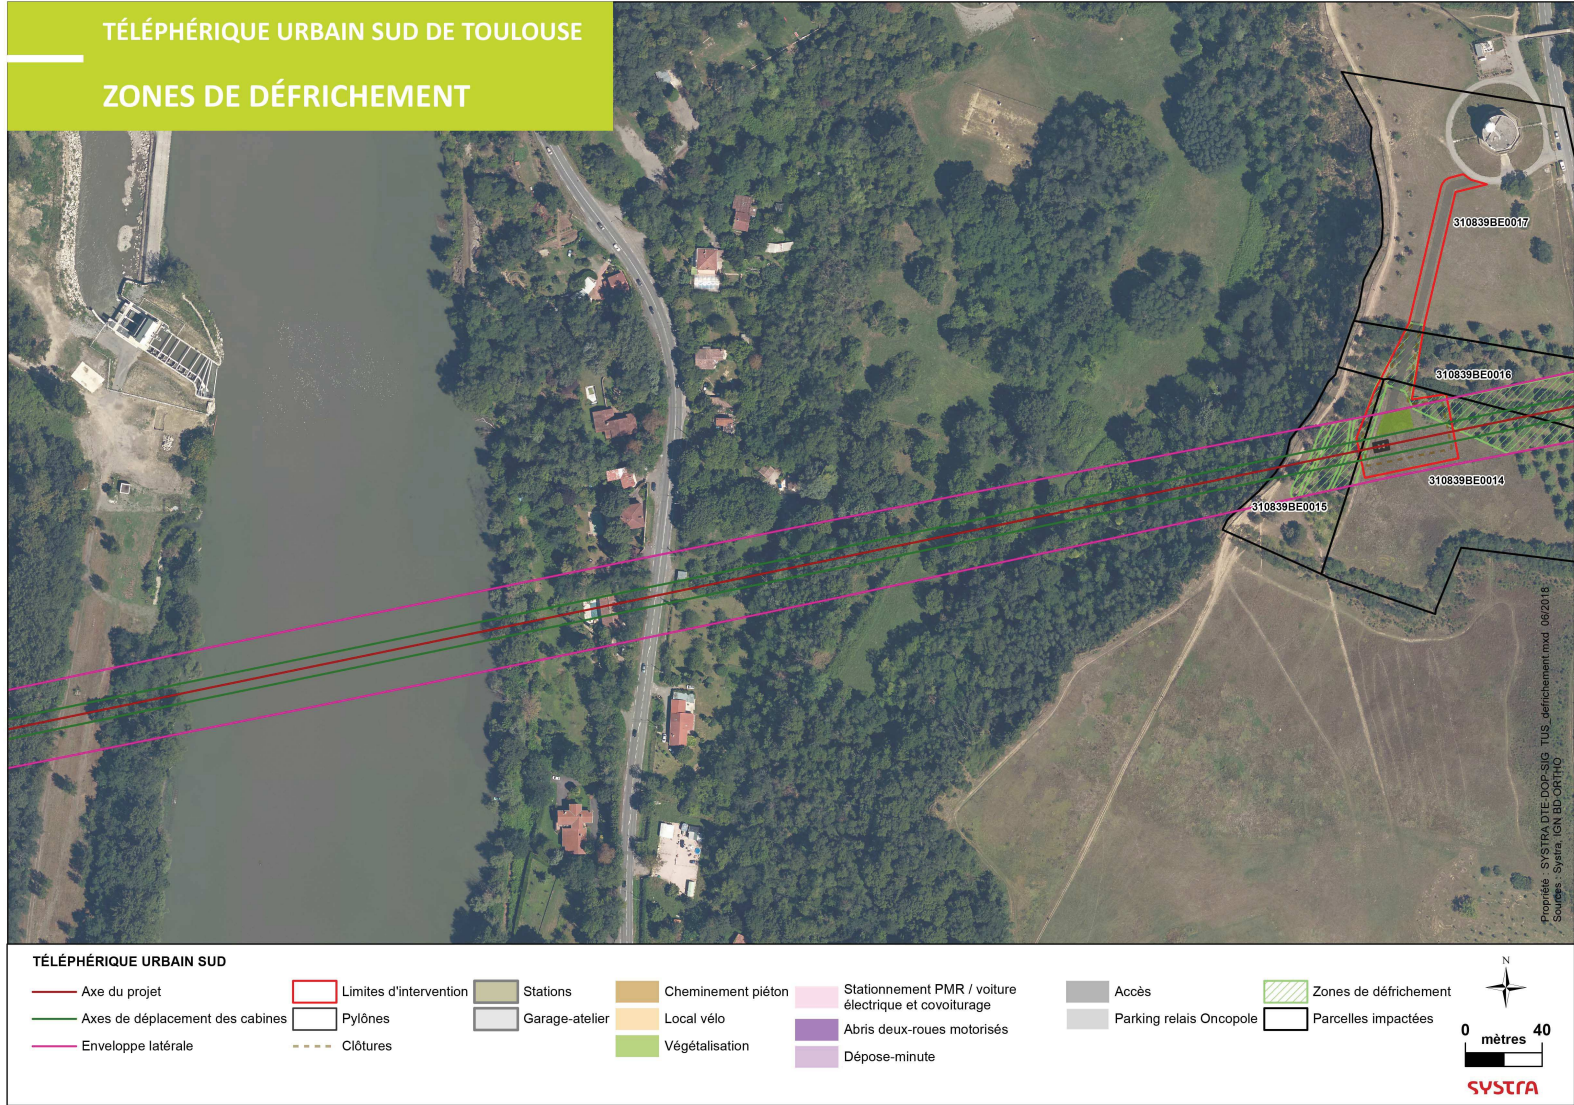 TÉLÉPHÉRIQUE URBAIN SUD DE TOULOUSE
ZONES DE DÉFRICHEMENT
310839BE0017
310839BE0016
310839BE0014
310839BE0015
Propriété : SYSTRA DTE-DOP-SIG TUS_defrichement.mxd 06/2018
Sources : Systra, IGN BD ORTHO
TÉLÉPHÉRIQUE URBAIN SUD
Axe du projet
Axes de déplacement des cabines
Enveloppe latérale
Limites d'intervention
Pylônes
Clôtures
Stations
Garage-atelier
Cheminement piéton
Local vélo
Végétalisation
Stationnement PMR / voiture
électrique et covoiturage
Abris deux-roues motorisés
Dépose-minute
Accès
Parking relais Oncopole
Zones de défrichement
Parcelles impactées
N
0 40
mètres
SYSTRA